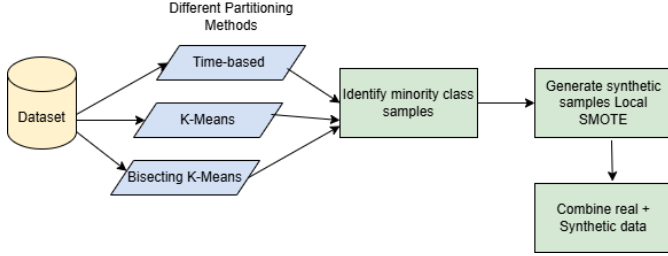 Different Partitioning
Methods
Time-based
Dataset
K-Means
Bisecting K-Means
Identify minority class
samples
Generate synthetic
samples Local
SMOTE
Combine real +
Synthetic data